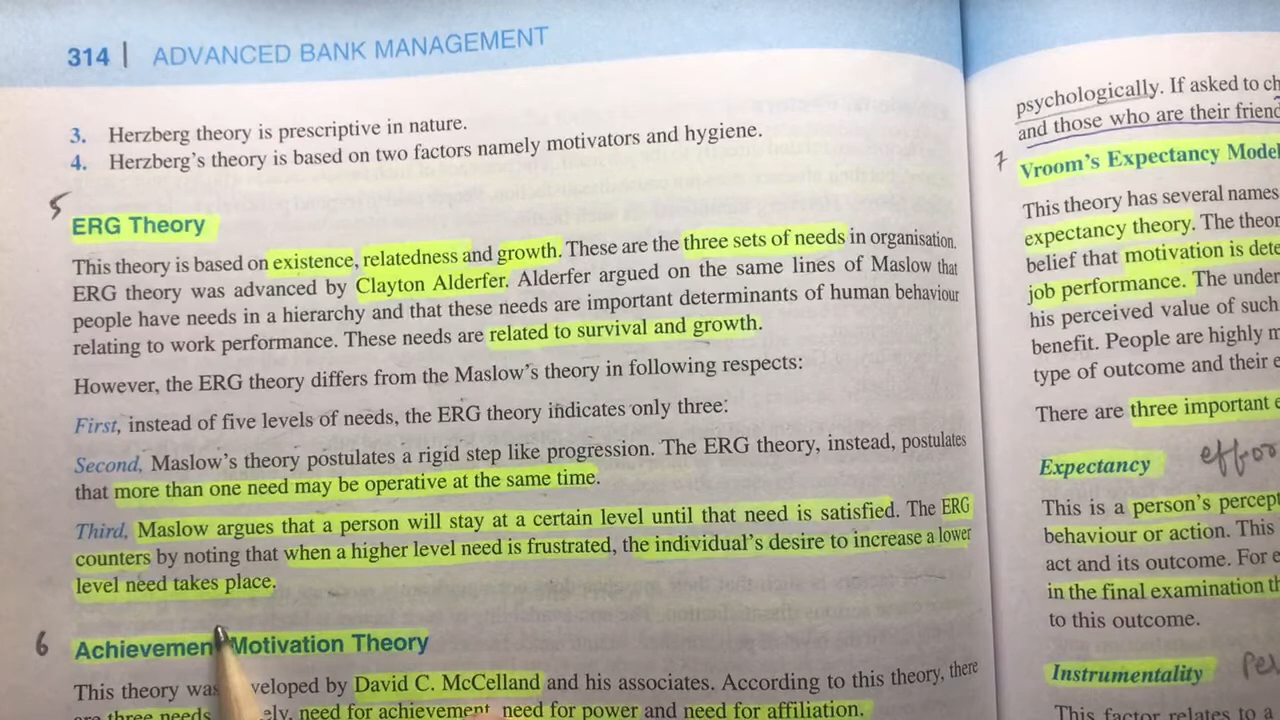 314 | ADVANCED BANK MANAGEMENT
3. Herzberg theory is prescriptive in nature.
4. Herzberg's theory is based on two factors namely motivators and hygiene.
5
ERG Theory
This theory is based on existence, relatedness and growth. These are the three sets of needs in organisation.
ERG theory was advanced by Clayton Alderfer. Alderfer argued on the same lines of Maslow that
people have needs in a hierarchy and that these needs are important determinants of human behaviour
relating to work performance. These needs are related to survival and growth.
However, the ERG theory differs from the Maslow's theory in following respects:
First, instead of five levels of needs, the ERG theory indicates only three:
Second, Maslow's theory postulates a rigid step like progression. The ERG theory, instead, postulates
that more than one need may be operative at the same time.
Third, Maslow argues that a person will stay at a certain level until that need is satisfied. The ERG
counters by noting that when a higher level need is frustrated, the individual's desire to increase a lower
level need takes place.
6 Achievement Motivation Theory
This theory was developed by David C. McCelland and his associates. According to this theory, there
are three needs need for achievement, need for power and need for affiliation.
psychologically. If asked to
and those who are their
7 Vroom's Expectancy Model
This theory has several names
expectancy theory. The
belief that motivation is
job performance. The
his perceived value of such
benefit. People are highly
type of outcome and their
There are three important
Expectancy
This is a person's
behaviour or action. This
act and its outcome. For
in the final examination
to this outcome.
Instrumentality
This factor relates to a